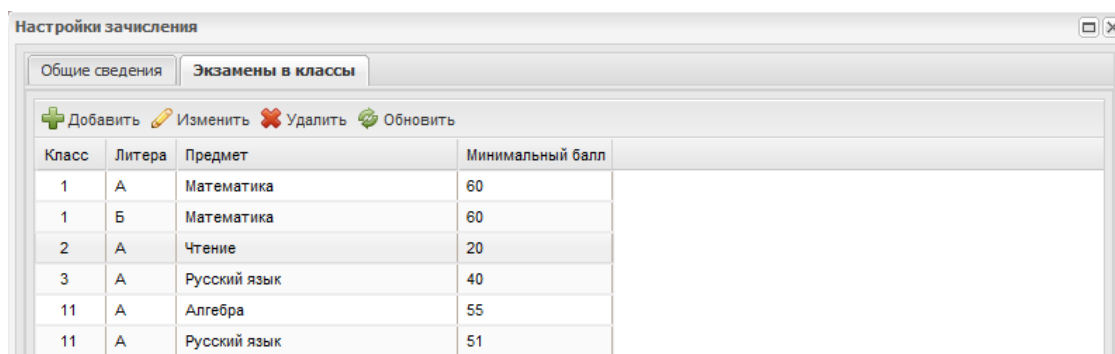 Настройки зачисления
Общие сведения Экзамены в классы
Добавить Изменить Удалить Обновить
Класс Литера Предмет Минимальный балл
1 А Математика 60
1 Б Математика 60
2 А Чтение 20
3 А Русский язык 40
11 А Алгебра 55
11 А Русский язык 51